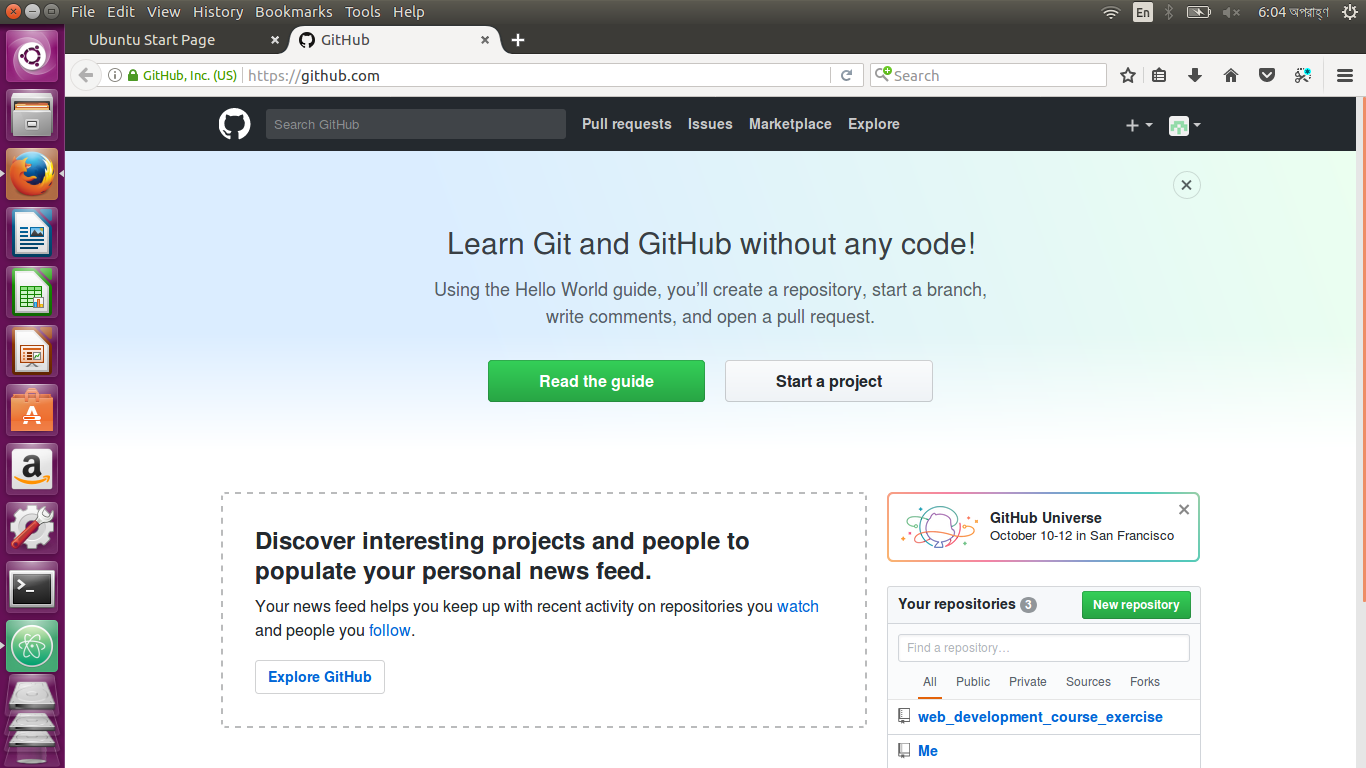 File Edit View History Bookmarks Tools Help
En
6:04 অপরাহ্ণ
Ubuntu Start Page
GitHub
GitHub, Inc. (US)
https://github.com
Search
Search GitHub
Pull requests Issues Marketplace Explore
Learn Git and GitHub without any code!
Using the Hello World guide, you’ll create a repository, start a branch,
write comments, and open a pull request.
Read the guide
Start a project
Discover interesting projects and people to
populate your personal news feed.
Your news feed helps you keep up with recent activity on repositories you watch
and people you follow.
Explore GitHub
GitHub Universe
October 10-12 in San Francisco
Your repositories 3
New repository
Find a repository…
All Public Private Sources Forks
web_development_course_exercise
Me